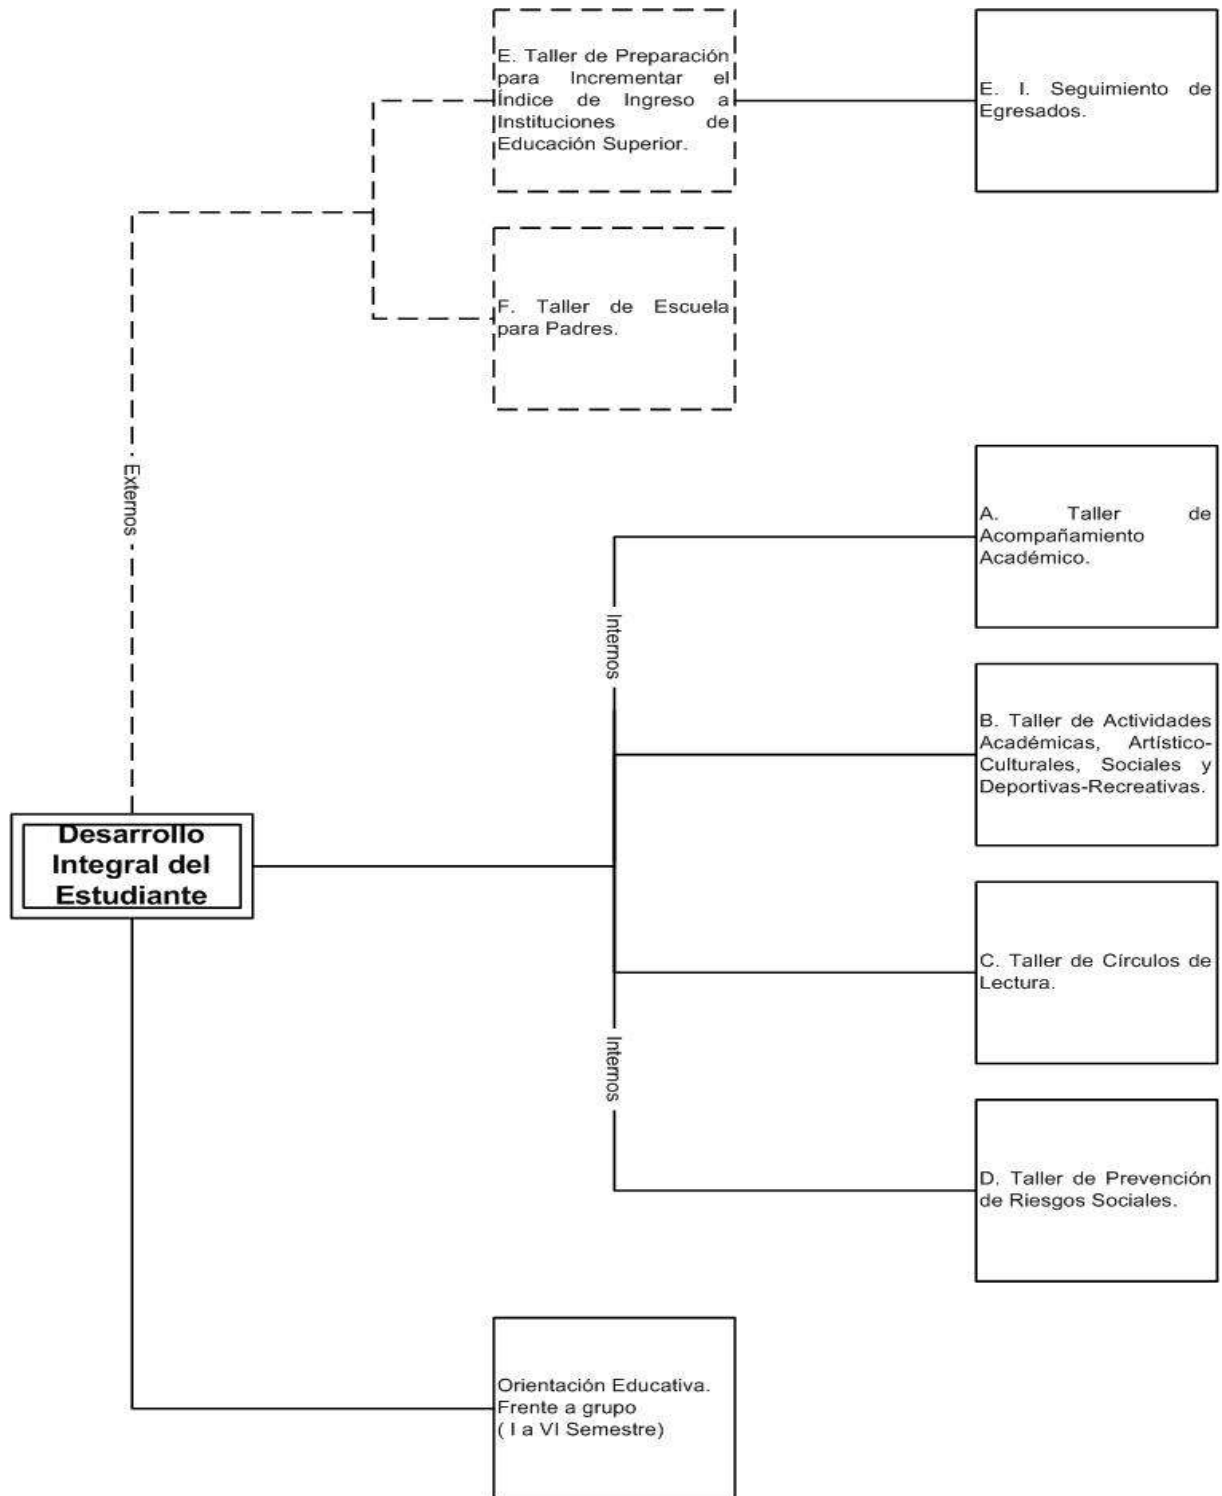 E. Taller de Preparación
para Incrementar el
Índice de Ingreso a
Instituciones de
Educación Superior.
E. I. Seguimiento de
Egresados.
F. Taller de Escuela
para Padres.
Externos
A. Taller de
Acompañamiento
Académico.
Internos
B. Taller de Actividades
Académicas, Artístico-
Culturales, Sociales y
Deportivas-Recreativas.
Desarrollo
Integral del
Estudiante
C. Taller de Círculos de
Lectura.
Internos
D. Taller de Prevención
de Riesgos Sociales.
Orientación Educativa.
Frente a grupo
( I a VI Semestre)